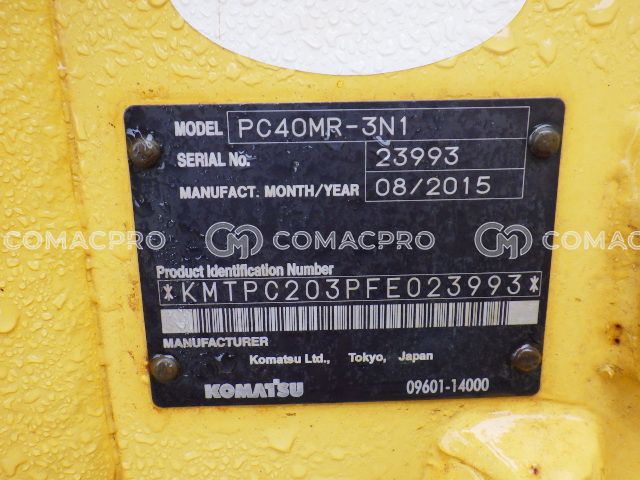 MODEL PC40MR-3N1
SERIAL No. 23993
MANUFACT. MONTH/YEAR 08/2015
COMACPRO COMACPRO COMACPRO
Product Identification Number
*KMTPC203PFE023993*
MANUFACTURER
Komatsu Ltd., Tokyo, Japan
KOMATSU 09601-14000